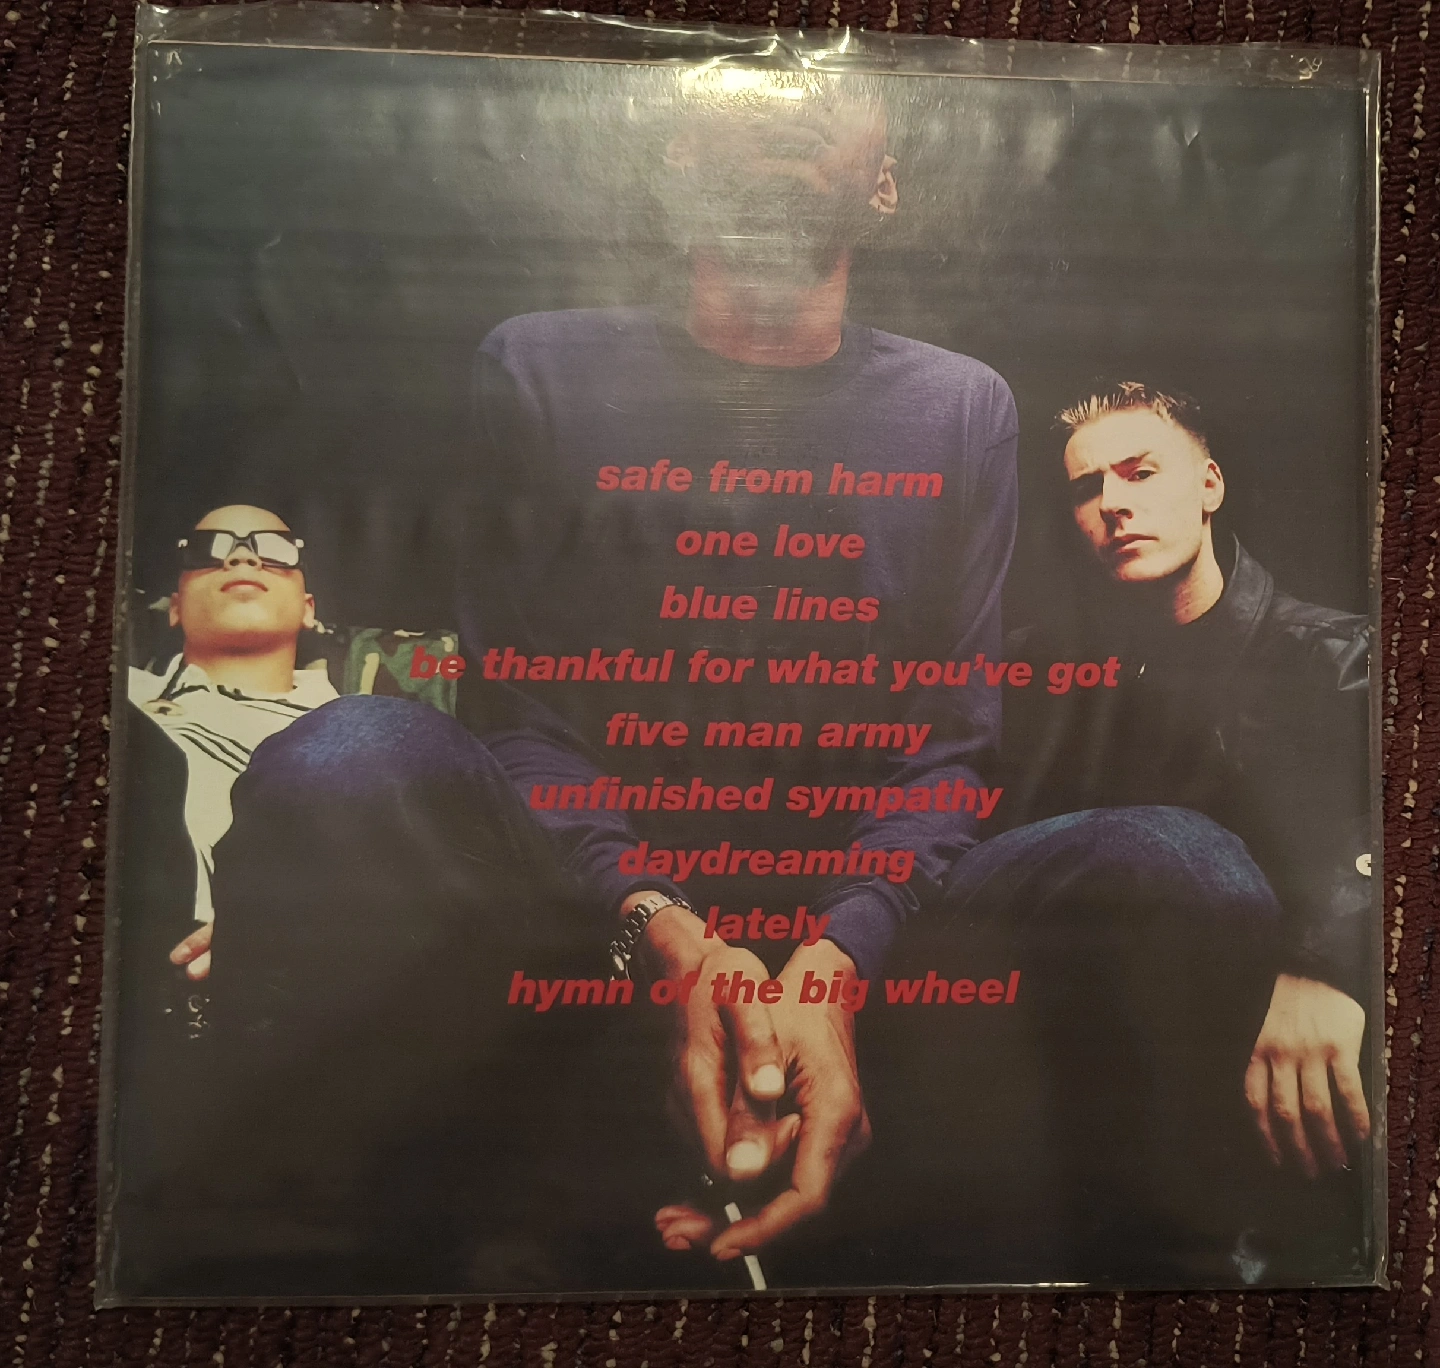 safe from harm
one love
blue lines
be thankful for what you've got
five man army
unfinished sympathy
daydreaming
lately
hymn of the big wheel